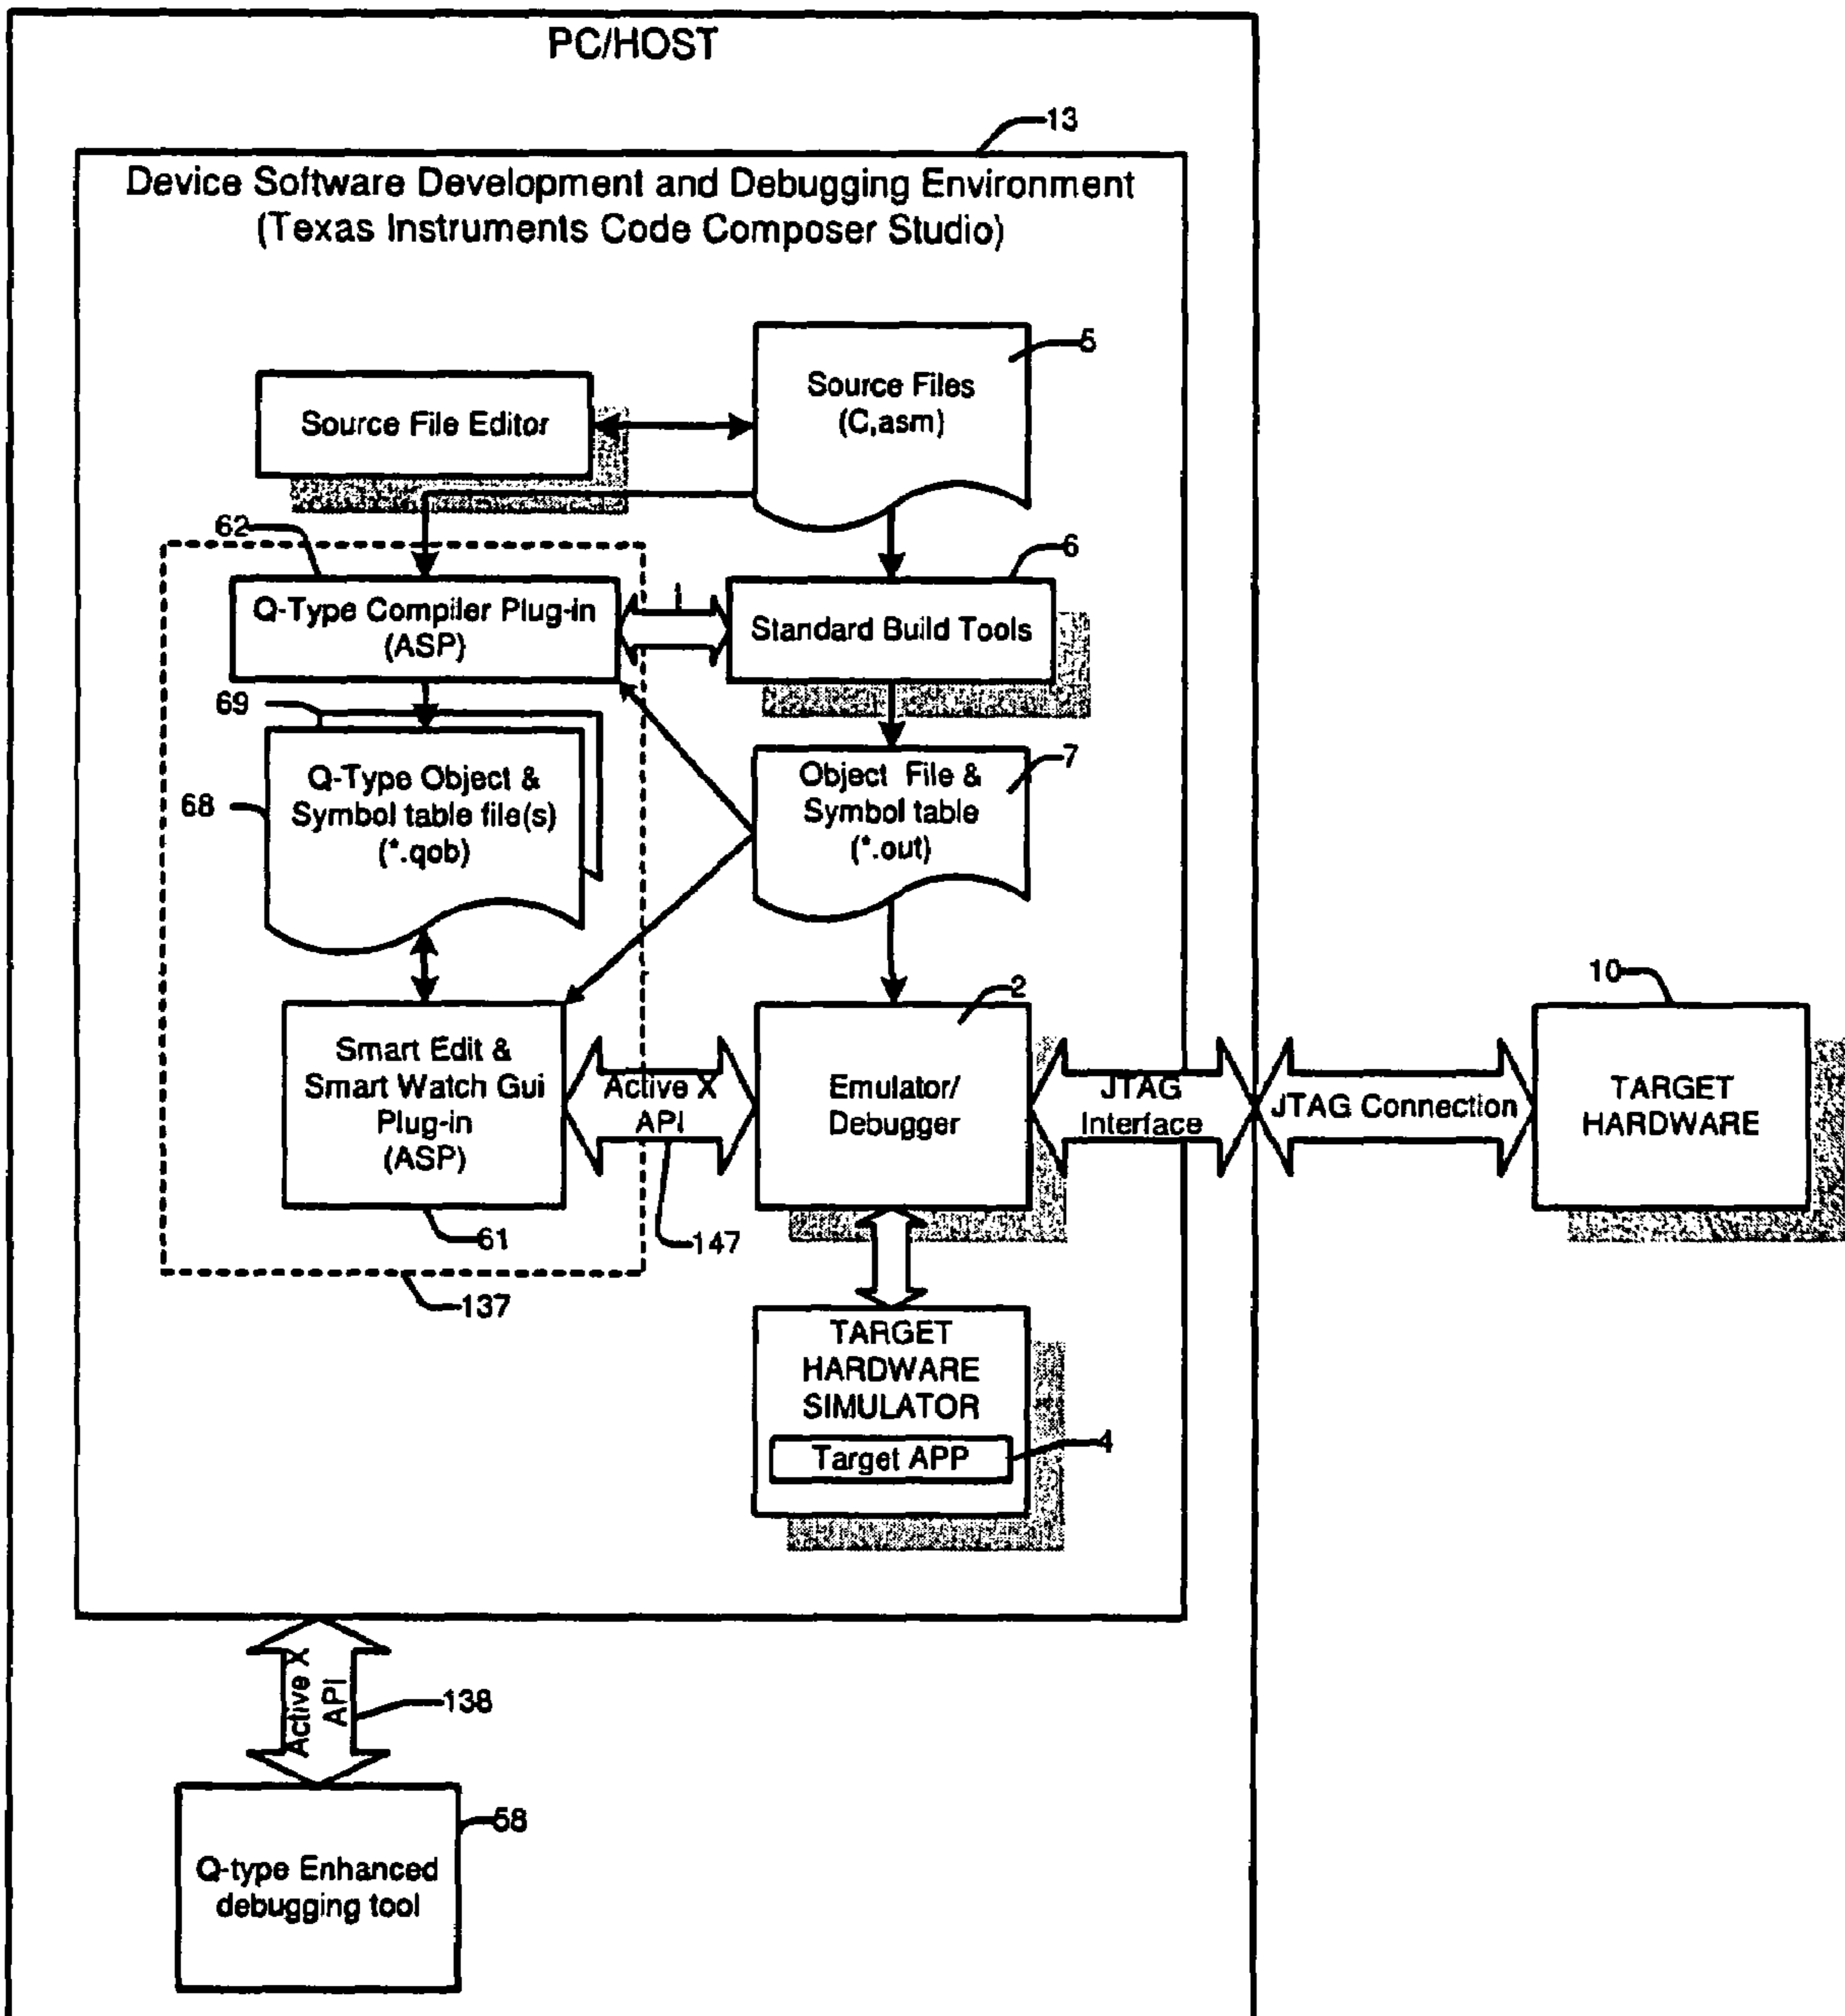 PC/HOST
13
Device Software Development and Debugging Environment
(Texas Instruments Code Composer Studio)
5
Source File Editor
Source Files
(C,asm)
62
6
Q-Type Compiler Plug-in
(ASP)
Standard Build Tools
69
7
68
Q-Type Object &
Symbol table file(s)
(*.qob)
Object File &
Symbol table
(*.out)
2
10
Smart Edit &
Smart Watch Gui
Plug-in
(ASP)
Active X
API
Emulator/
Debugger
JTAG
Interface
JTAG Connection
TARGET
HARDWARE
61
147
137
TARGET
HARDWARE
SIMULATOR
Target APP
4
Active X
API
138
58
Q-type Enhanced
debugging tool